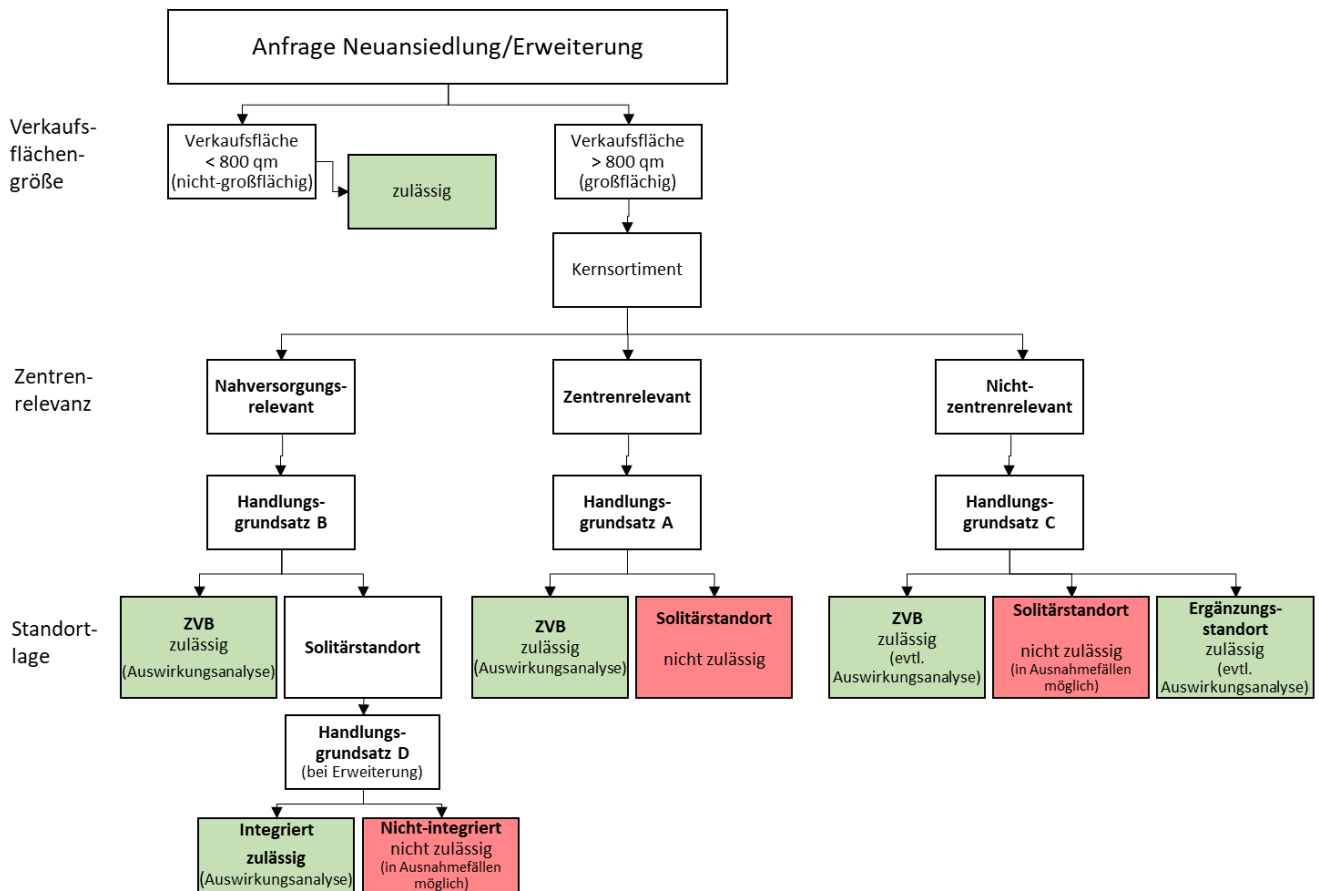 Anfrage Neuansiedlung/Erweiterung
Verkaufs-
flächen-
größe
Verkaufsfläche
< 800 qm
(nicht-großflächig)
zulässig
Verkaufsfläche
> 800 qm
(großflächig)
Kernsortiment
Zentren-
relevanz
Nahversorgungs-
relevant
Zentrenrelevant
Nicht-
zentrenrelevant
Handlungs-
grundsatz B
Handlungs-
grundsatz A
Handlungs-
grundsatz C
Standort-
lage
ZVB
zulässig
(Auswirkungsanalyse)
Solitärstandort
ZVB
zulässig
(Auswirkungsanalyse)
Solitärstandort
nicht zulässig
ZVB
zulässig
(evtl.
Auswirkungsanalyse)
Solitärstandort
nicht zulässig
(in Ausnahmefällen
möglich)
Ergänzungs-
standort
zulässig
(evtl.
Auswirkungsanalyse)
Handlungs-
grundsatz D
(bei Erweiterung)
Integriert
zulässig
(Auswirkungsanalyse)
Nicht-integriert
nicht zulässig
(in Ausnahmefällen
möglich)